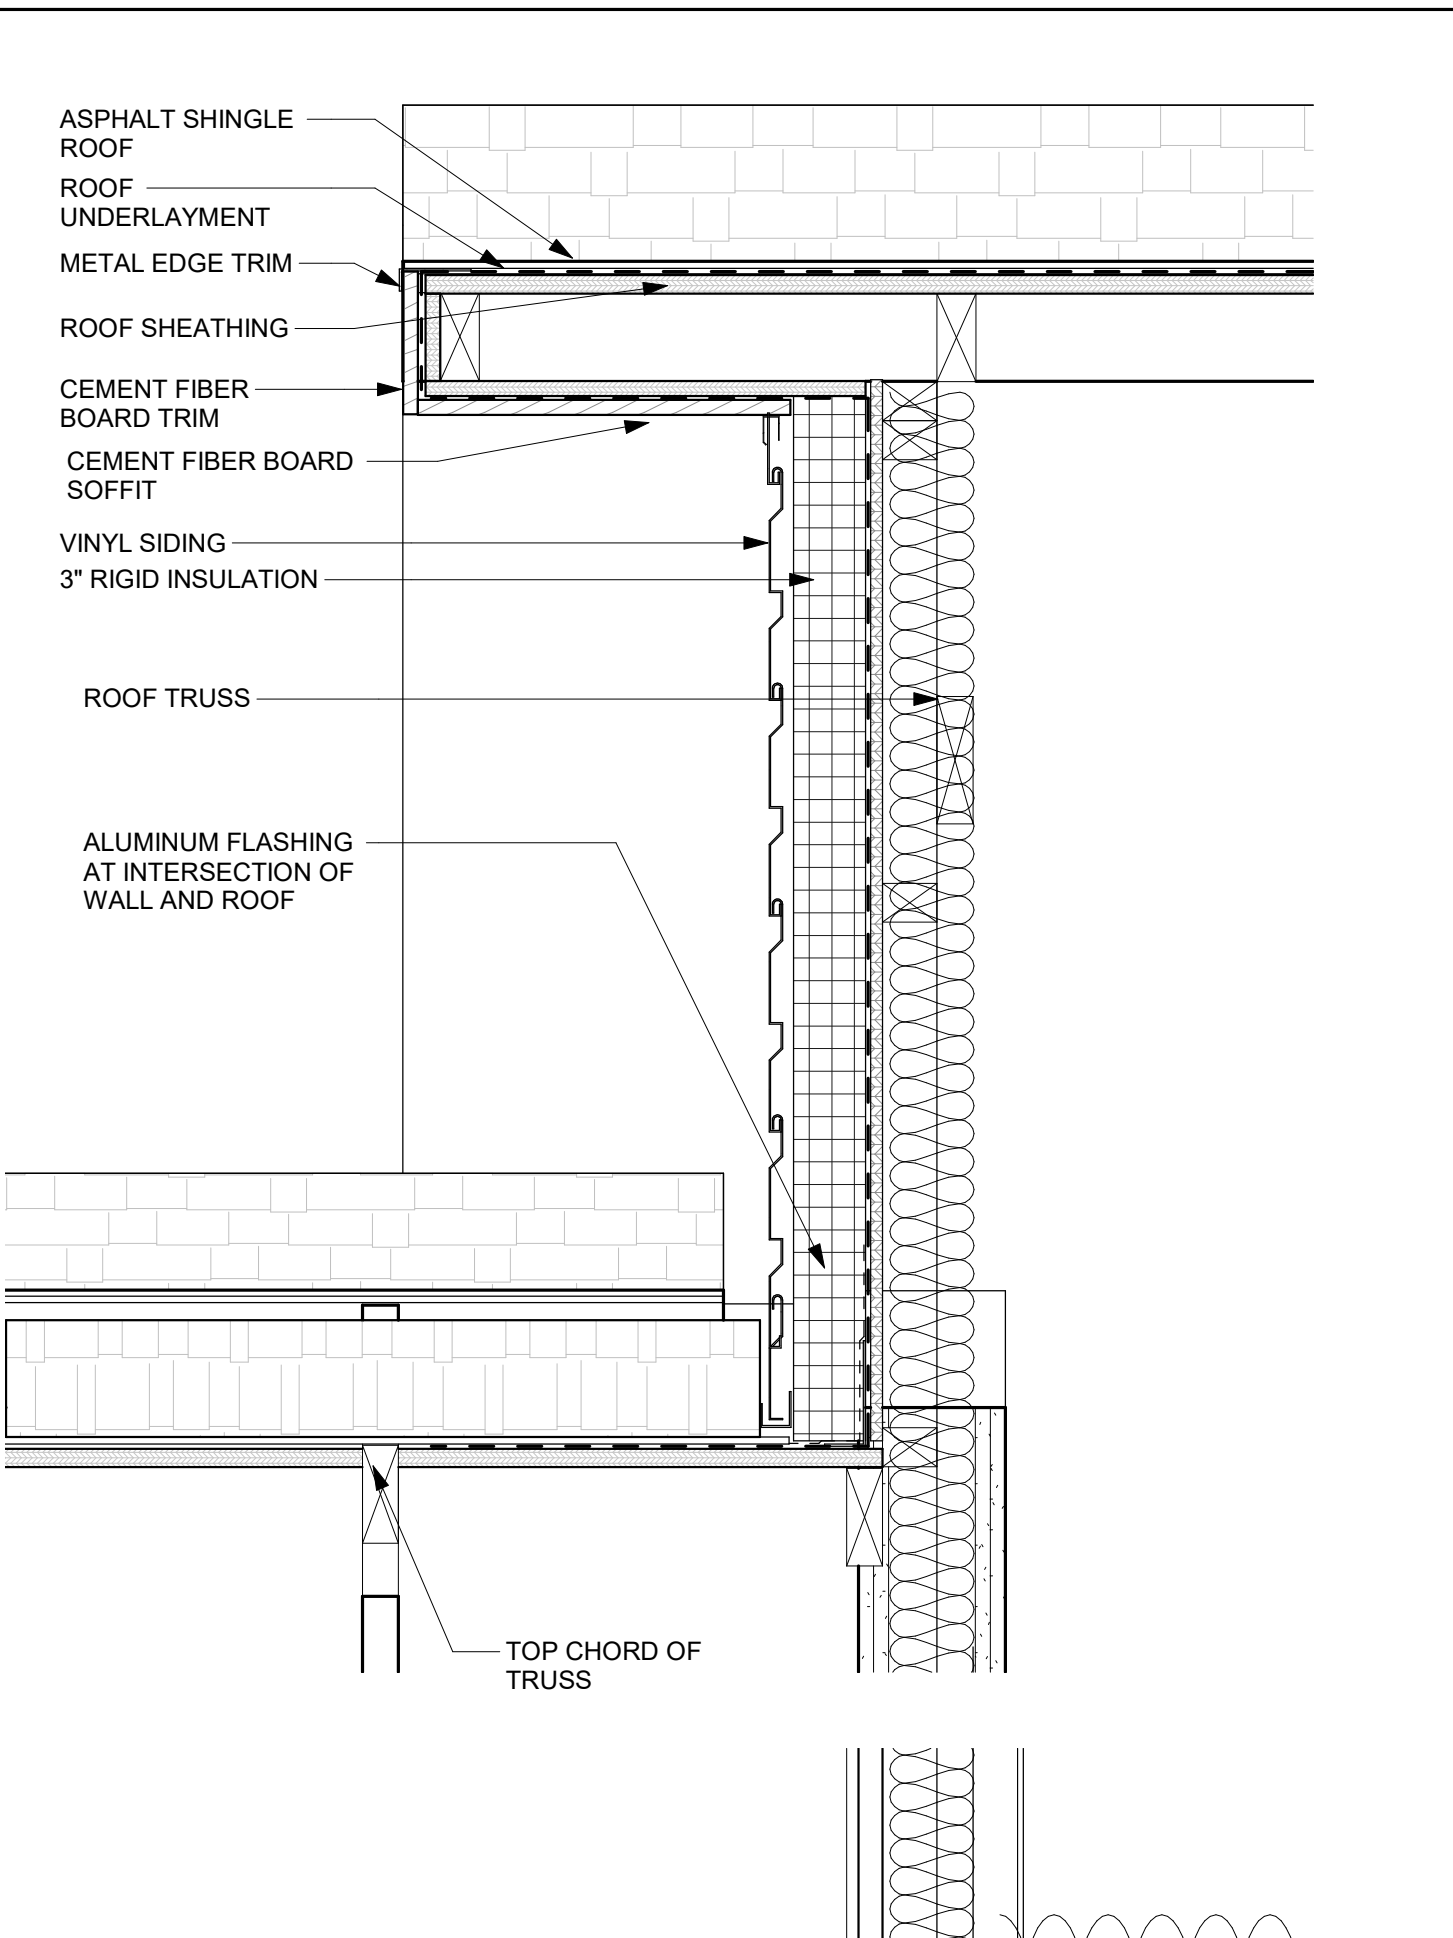 ASPHALT SHINGLE
ROOF
ROOF
UNDERLAYMENT
METAL EDGE TRIM
ROOF SHEATHING
CEMENT FIBER
BOARD TRIM
CEMENT FIBER BOARD
SOFFIT
VINYL SIDING
3" RIGID INSULATION
ROOF TRUSS
ALUMINUM FLASHING
AT INTERSECTION OF
WALL AND ROOF
TOP CHORD OF
TRUSS